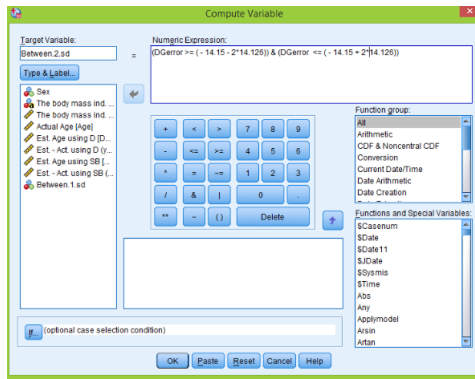 Compute Variable
Target Variable:
Between.2.sd
=
Numeric Expression:
(DGerror >= ( - 14.15 - 2*14.126)) & (DGerror <= ( - 14.15 + 2*14.126))
Type & Label...
Sex
The body mass ind. ...
The body mass ind. ...
Actual Age [Age]
Est. Age using D [D...
Est. - Act. using D (y...
Est. Age using SB [...
Est. - Act. using SB (...
Between.1.sd
+ < > 7 8 9
- <= >= 4 5 6
* = ~= 1 2 3
/ & | 0 .
** ~ ( ) Delete
Function group:
All
Arithmetic
CDF & Noncentral CDF
Conversion
Current Date/Time
Date Arithmetic
Date Creation
Functions and Special Variables:
$Casenum
$Date
$Date11
$JDate
$Sysmis
$Time
Abs
Any
Applymodel
Arsin
Artan
If... (optional case selection condition)
OK Paste Reset Cancel Help